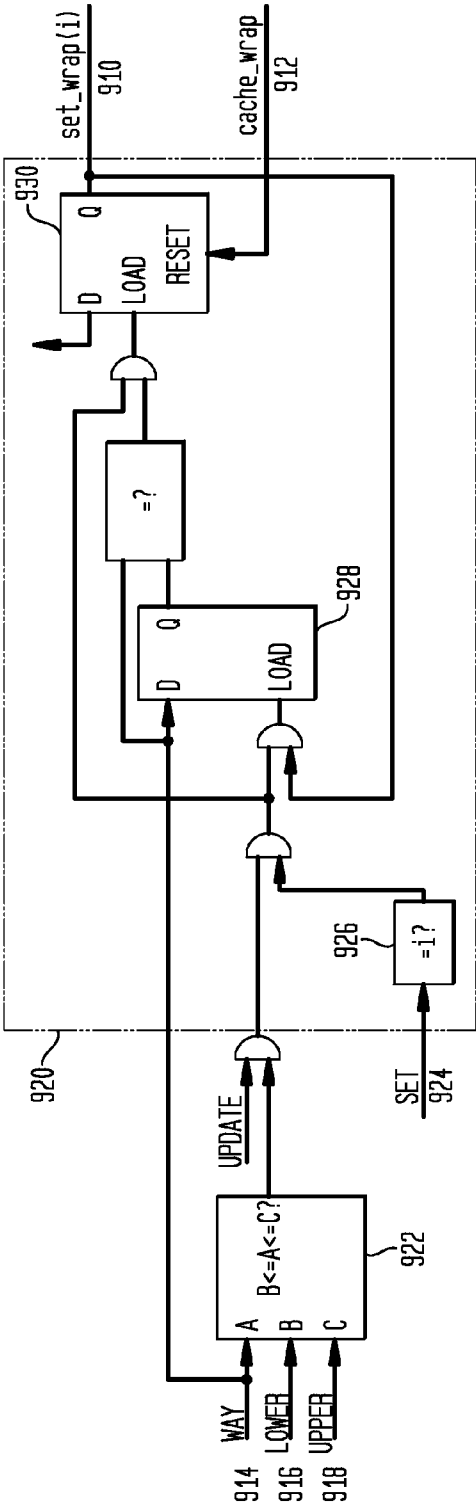 set_wrap(i)
910
cache_wrap
912
930
D
Q
LOAD
RESET
=?
D
Q
LOAD
928
=i?
926
SET
924
920
UPDATE
B<=A<=C?
A
B
C
922
WAY
914
LOWER
916
UPPER
918